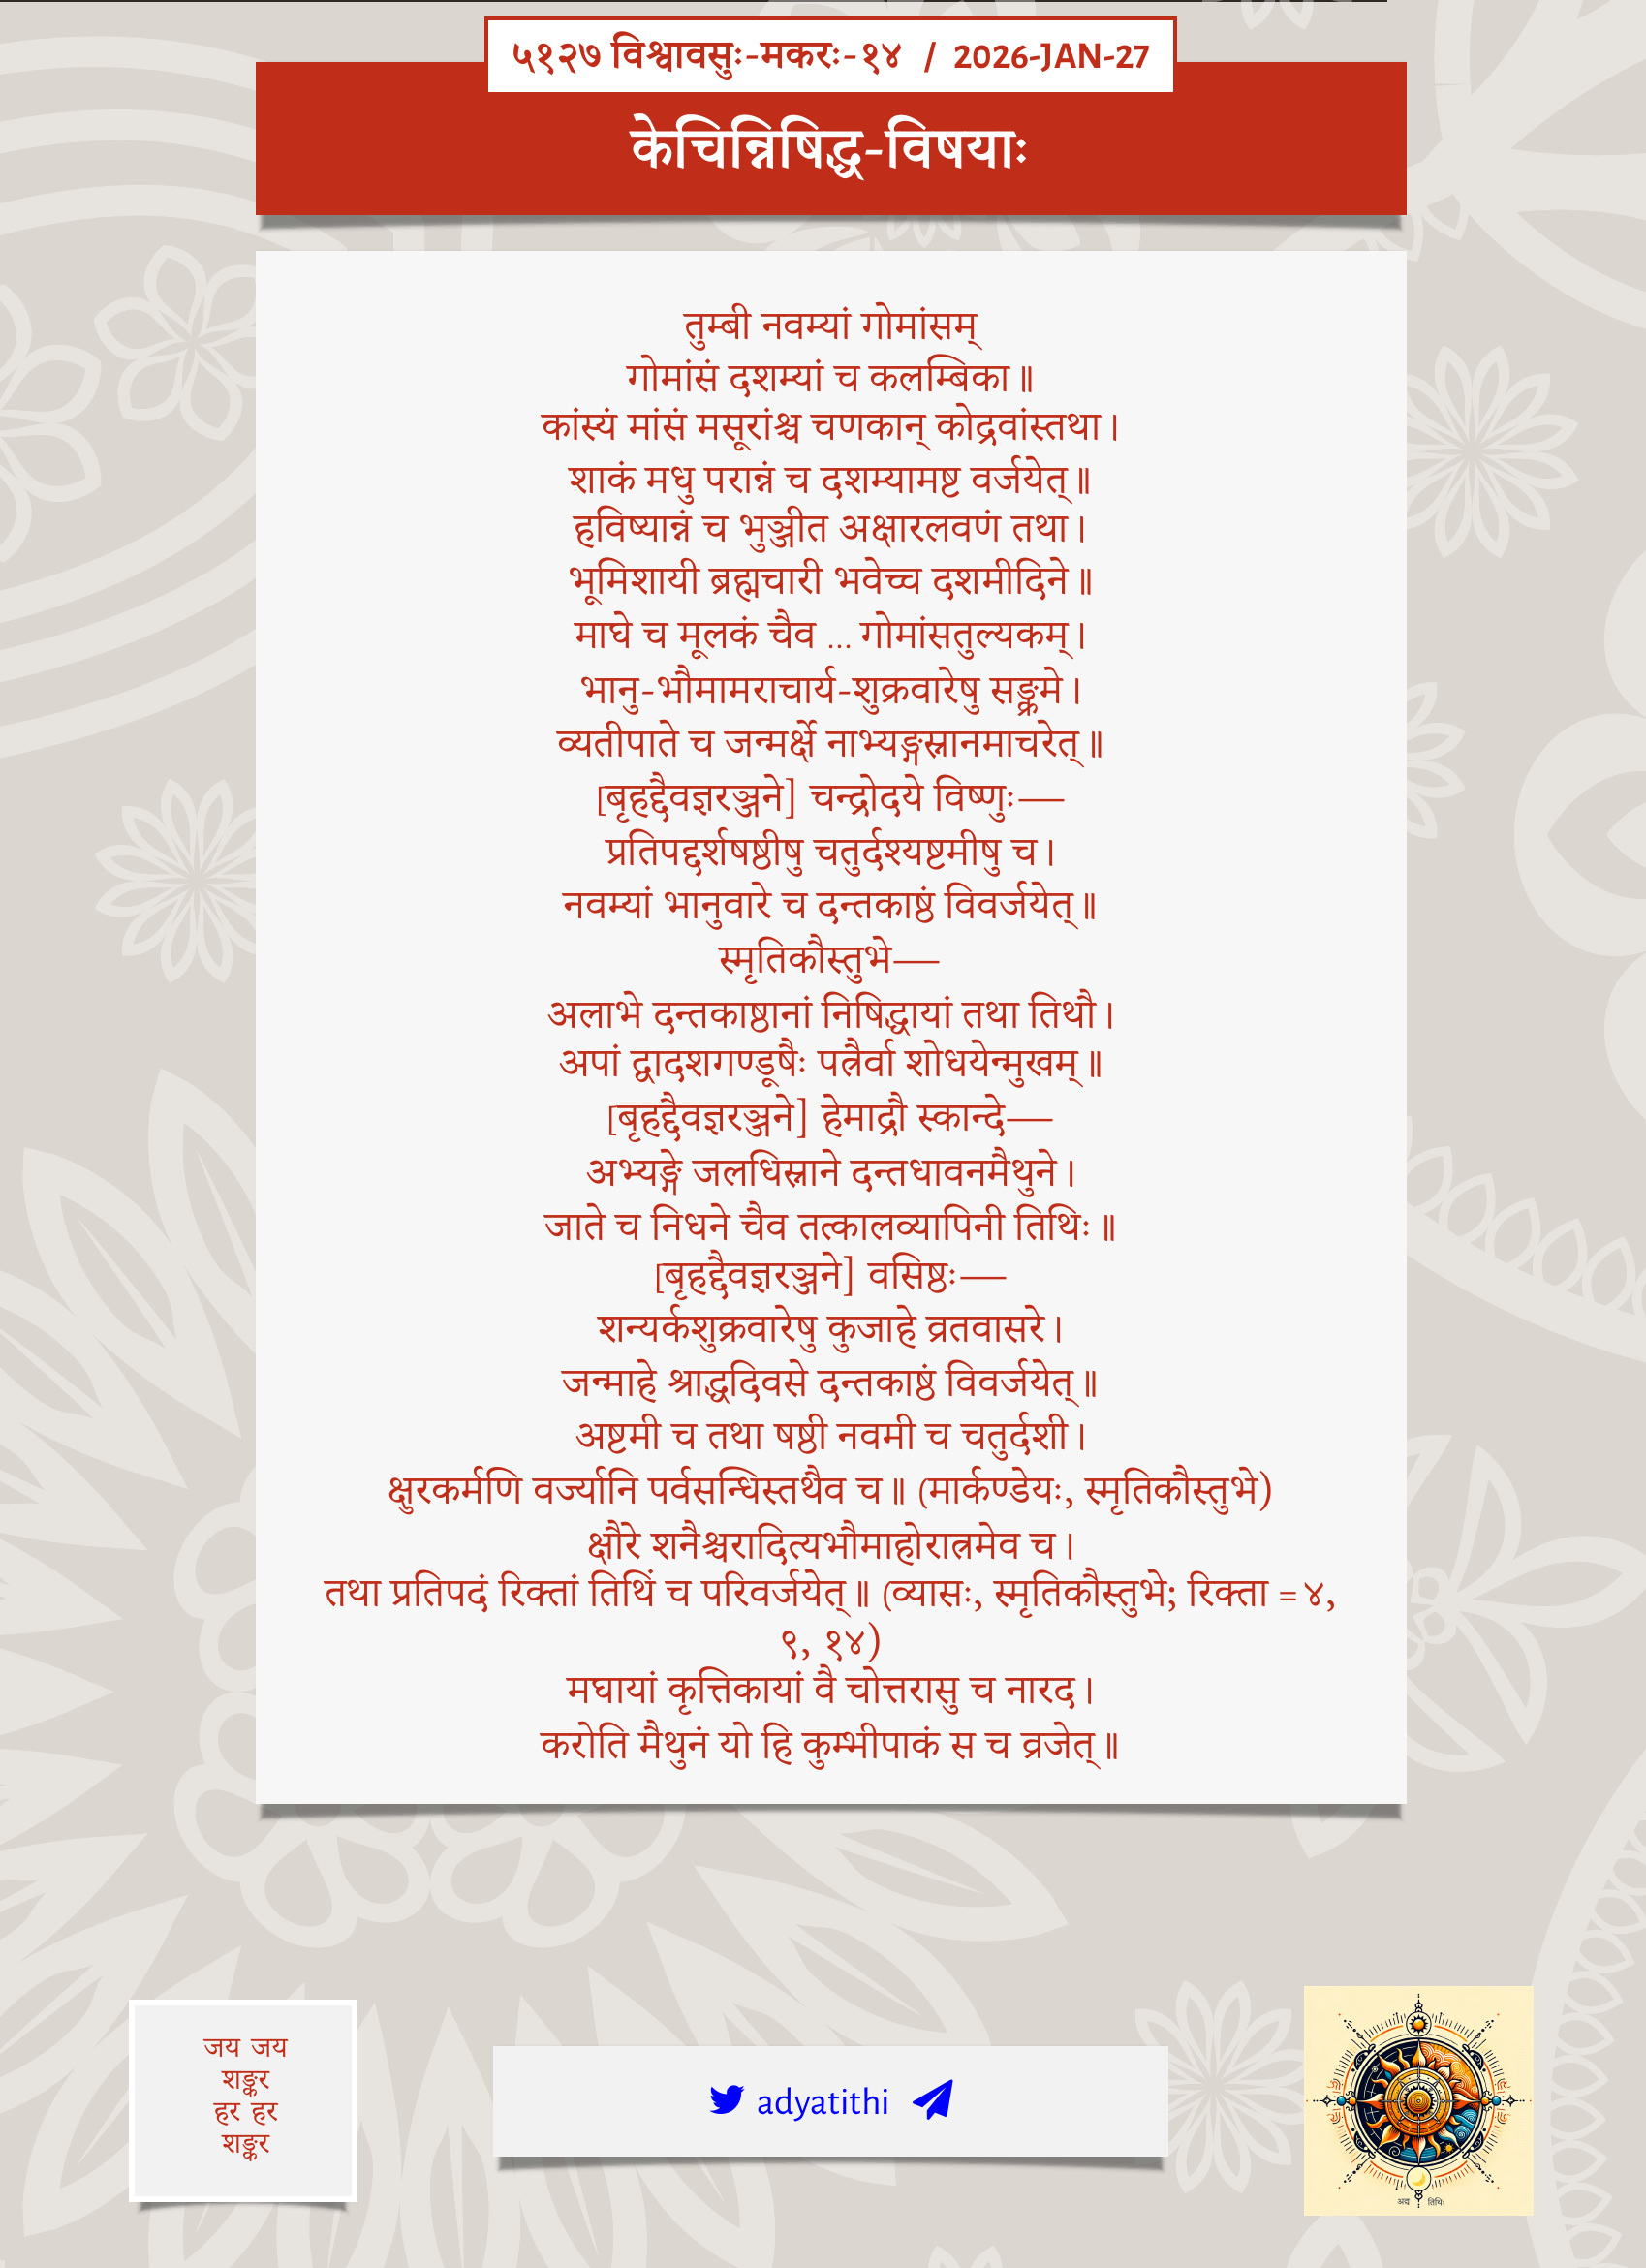 ५१२७ विश्वावसुः-मकरः-१४ / 2026-JAN-27
केचिन्निषिद्ध-विषयाः
तुम्बी नवम्यां गोमांसम्
गोमांसं दशम्यां च कलम्बिका॥
कांस्यं मांसं मसूरांश्च चणकान् कोद्रवांस्तथा।
शाकं मधु परान्नं च दशम्यामष्ट वर्जयेत्॥
हविष्यान्नं च भुञ्जीत अक्षारलवणं तथा।
भूमिशायी ब्रह्मचारी भवेच्च दशमीदिने॥
माघे च मूलकं चैव … गोमांसतुल्यकम्।
भानु-भौमामराचार्य-शुक्रवारेषु सङ्क्रमे।
व्यतीपाते च जन्मर्क्षे नाभ्यङ्गस्नानमाचरेत्॥
[बृहद्दैवज्ञरञ्जने] चन्द्रोदये विष्णुः—
प्रतिपद्दर्शषष्ठीषु चतुर्दश्यष्टमीषु च।
नवम्यां भानुवारे च दन्तकाष्ठं विवर्जयेत्॥
स्मृतिकौस्तुभे—
अलाभे दन्तकाष्ठानां निषिद्धायां तथा तिथौ।
अपां द्वादशगण्डूषैः पत्रैर्वा शोधयेन्मुखम्॥
[बृहद्दैवज्ञरञ्जने] हेमाद्रौ स्कान्दे—
अभ्यङ्गे जलधिस्नाने दन्तधावनमैथुने।
जाते च निधने चैव तत्कालव्यापिनी तिथिः॥
[बृहद्दैवज्ञरञ्जने] वसिष्ठः—
शन्यर्कशुक्रवारेषु कुजाहे व्रतवासरे।
जन्माहे श्राद्धदिवसे दन्तकाष्ठं विवर्जयेत्॥
अष्टमी च तथा षष्ठी नवमी च चतुर्दशी।
क्षुरकर्मणि वर्ज्यानि पर्वसन्धिस्तथैव च॥ (मार्कण्डेयः, स्मृतिकौस्तुभे)
क्षौरे शनैश्चरादित्यभौमाहोरात्रमेव च।
तथा प्रतिपदं रिक्तां तिथिं च परिवर्जयेत्॥ (व्यासः, स्मृतिकौस्तुभे; रिक्ता = ४,
९, १४)
मघायां कृत्तिकायां वै चोत्तरासु च नारद।
करोति मैथुनं यो हि कुम्भीपाकं स च व्रजेत्॥
जय जय
शङ्कर
हर हर
शङ्कर
adyatithi
अद्य तिथिः